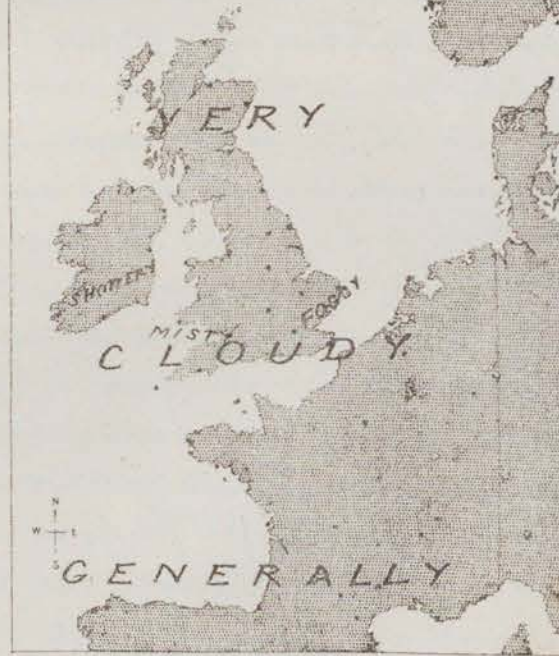 VERY
SHOWERY
FOGGY
MISTY
CLOUDY.
N
W E
S
GENERALLY